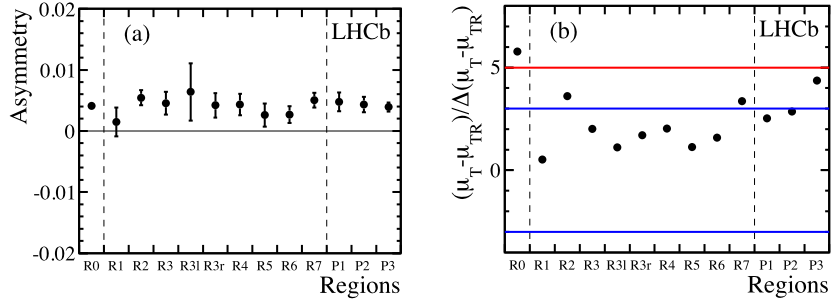 0.02
0.01
0
-0.01
-0.02
Asymmetry
(a)
LHCb
R0 R1 R2 R3 R3l R3r R4 R5 R6 R7 P1 P2 P3
Regions
(μT-μTR)/Δ(μT-μTR)
5
0
(b)
LHCb
R0 R1 R2 R3 R3l R3r R4 R5 R6 R7 P1 P2 P3
Regions